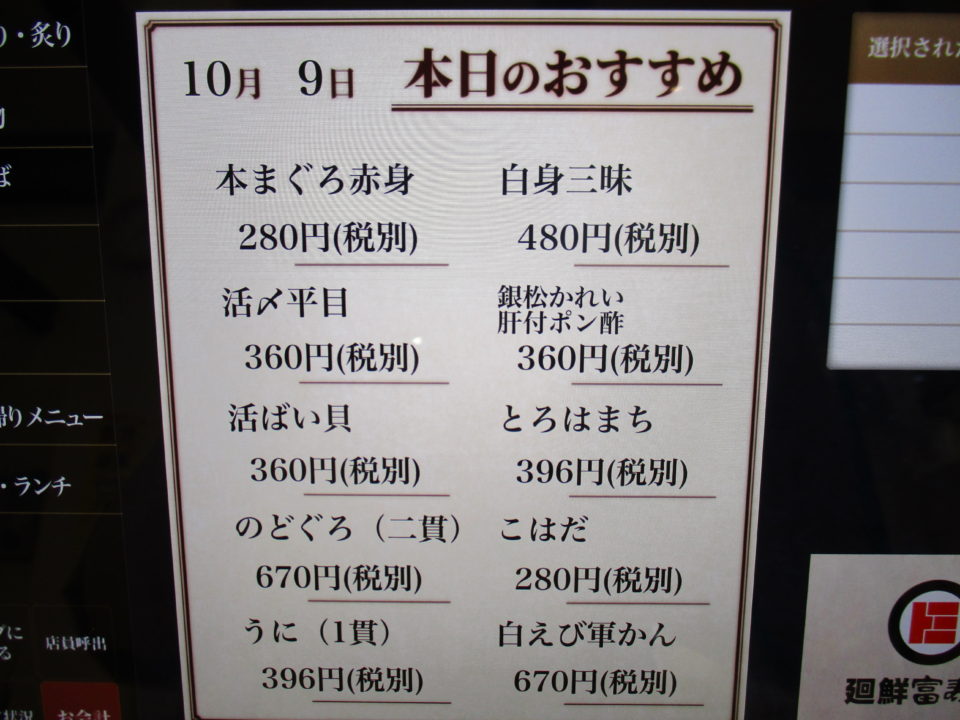 ・炙り
メニュー
・ランチ
店員呼出
お会計
10月 9日 本日のおすすめ
本まぐろ赤身
280円(税別)
白身三昧
480円(税別)
活〆平目
360円(税別)
銀松かれい
肝付ポン酢
360円(税別)
活ばい貝
360円(税別)
とろはまち
396円(税別)
のどぐろ（二貫）
670円(税別)
こはだ
280円(税別)
うに（1貫）
396円(税別)
白えび軍かん
670円(税別)
選択され
廻鮮富